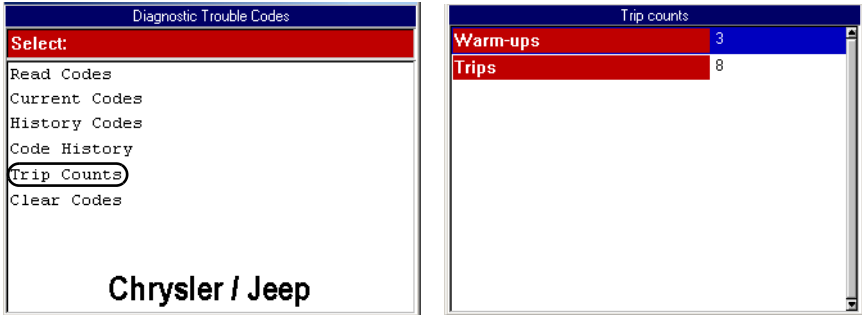 Diagnostic Trouble Codes
Select:
Read Codes
Current Codes
History Codes
Code History
Trip Counts
Clear Codes
Chrysler / Jeep
Trip counts
Warm-ups 3
Trips 8